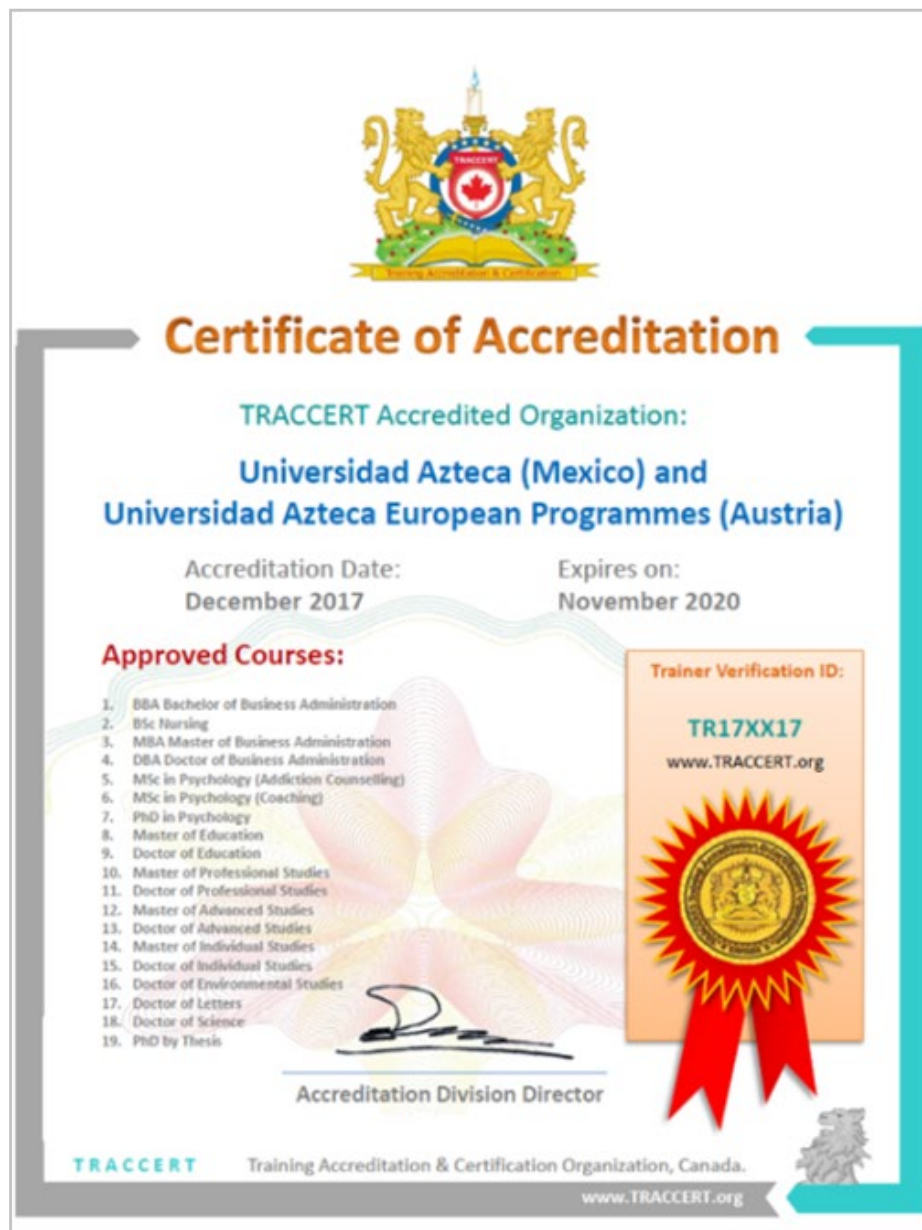 TRACCERT
Training Accreditation & Certification
Certificate of Accreditation
TRACCERT Accredited Organization:
Universidad Azteca (Mexico) and
Universidad Azteca European Programmes (Austria)
Accreditation Date:
December 2017
Expires on:
November 2020
Approved Courses:
1. BBA Bachelor of Business Administration
2. BSc Nursing
3. MBA Master of Business Administration
4. DBA Doctor of Business Administration
5. MSc in Psychology (Addiction Counselling)
6. MSc in Psychology (Coaching)
7. PhD in Psychology
8. Master of Education
9. Doctor of Education
10. Master of Professional Studies
11. Doctor of Professional Studies
12. Master of Advanced Studies
13. Doctor of Advanced Studies
14. Master of Individual Studies
15. Doctor of Individual Studies
16. Doctor of Environmental Studies
17. Doctor of Letters
18. Doctor of Science
19. PhD by Thesis
Trainer Verification ID:
TR17XX17
www.TRACCERT.org
Accreditation Division Director
TRACCERT Training Accreditation & Certification Organization, Canada.
www.TRACCERT.org